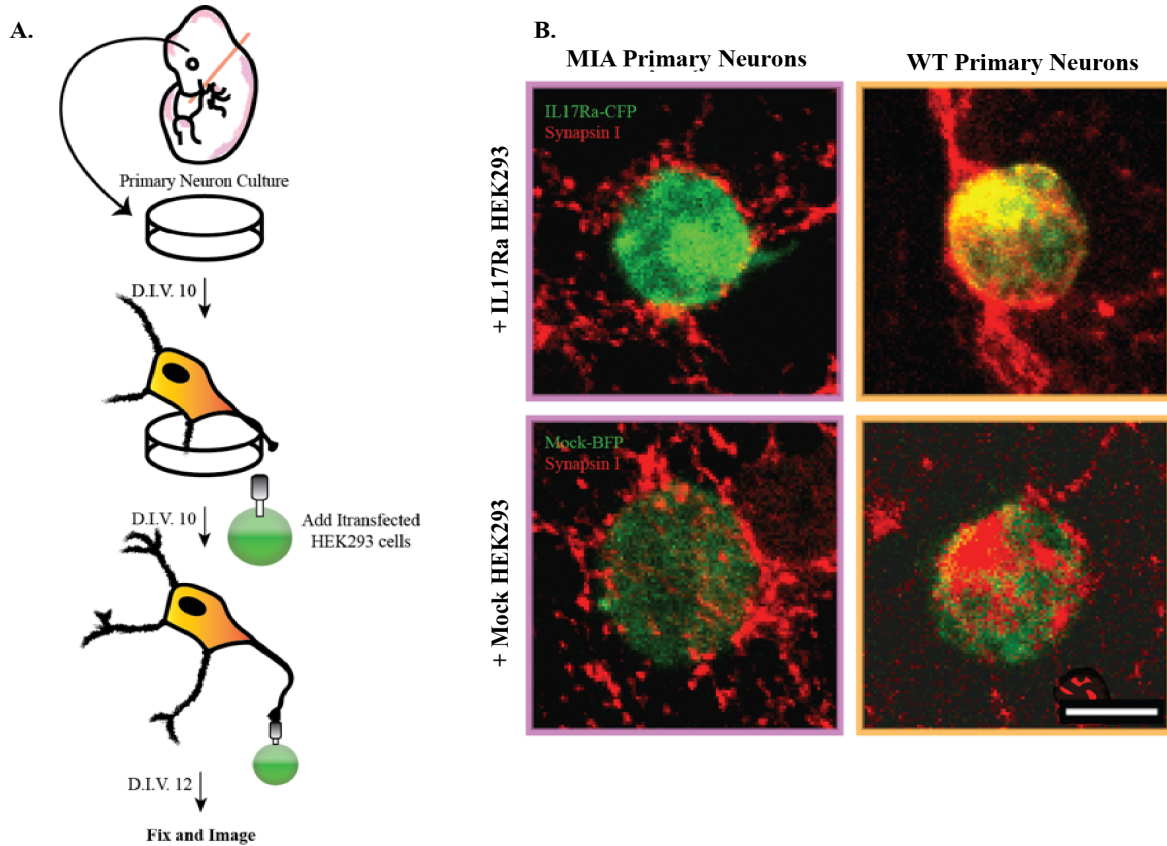 A.
Primary Neuron Culture
D.I.V. 10
D.I.V. 10
Add Itransfected
HEK293 cells
D.I.V. 12
Fix and Image
B.
MIA Primary Neurons
WT Primary Neurons
+ IL17Ra HEK293
IL17Ra-CFP
Synapsin I
+ Mock HEK293
Mock-BFP
Synapsin I